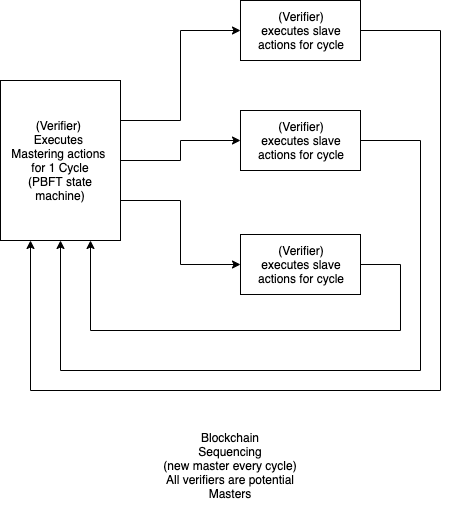 (Verifier)
executes slave
actions for cycle
(Verifier)
Executes
Mastering actions
for 1 Cycle
(PBFT state
machine)
(Verifier)
executes slave
actions for cycle
(Verifier)
executes slave
actions for cycle
Blockchain
Sequencing
(new master every cycle)
All verifiers are potential
Masters